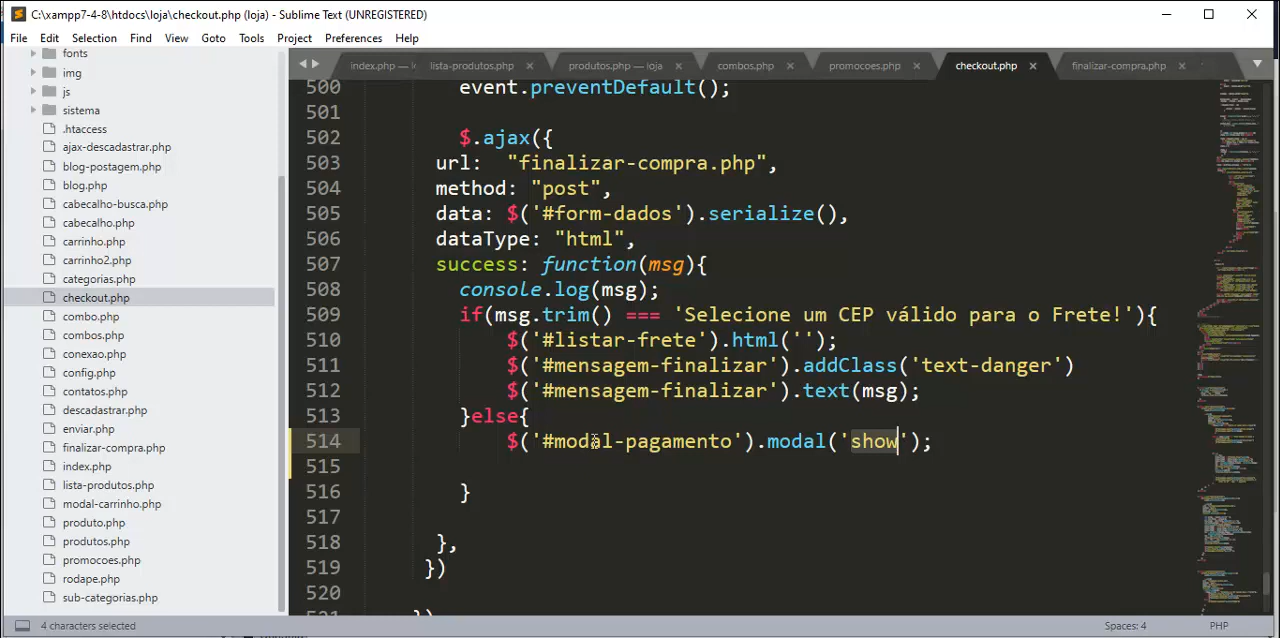 C:\xampp7-4-8\htdocs\loja\checkout.php (loja) - Sublime Text (UNREGISTERED)
File Edit Selection Find View Goto Tools Project Preferences Help
index.php — lista-produtos.php produtos.php — loja combos.php promocoes.php checkout.php finalizar-compra.php
fonts
img
js
sistema
.htaccess
ajax-descadastrar.php
blog-postagem.php
blog.php
cabecalho-busca.php
cabecalho.php
carrinho.php
carrinho2.php
categorias.php
checkout.php
combo.php
combos.php
conexao.php
config.php
contatos.php
descadastrar.php
enviar.php
finalizar-compra.php
index.php
lista-produtos.php
modal-carrinho.php
produto.php
produtos.php
promocoes.php
rodape.php
sub-categorias.php
500 event.preventDefault();
501
502 $.ajax({
503 url: "finalizar-compra.php",
504 method: "post",
505 data: $('#form-dados').serialize(),
506 dataType: "html",
507 success: function(msg){
508 console.log(msg);
509 if(msg.trim() === 'Selecione um CEP válido para o Frete!'){
510 $('#listar-frete').html('');
511 $('#mensagem-finalizar').addClass('text-danger')
512 $('#mensagem-finalizar').text(msg);
513 }else{
514 $('#modal-pagamento').modal('show');
515
516 }
517
518 },
519 })
520
})
4 characters selected Spaces: 4 PHP